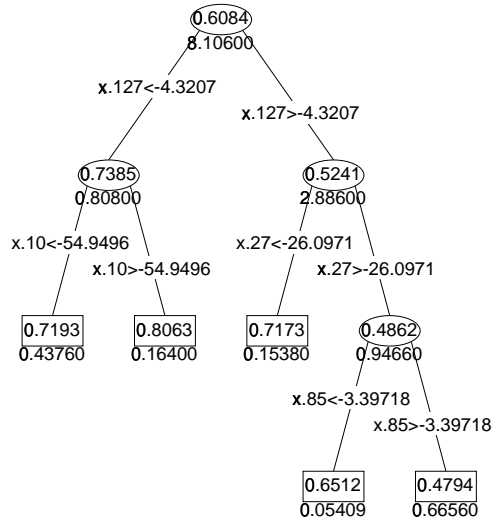 0.6084
8.10600
x.127<-4.3207
x.127>-4.3207
0.7385
0.80800
0.5241
2.88600
x.10<-54.9496
x.10>-54.9496
x.27<-26.0971
x.27>-26.0971
0.7193
0.43760
0.8063
0.16400
0.7173
0.15380
0.4862
0.94660
x.85<-3.39718
x.85>-3.39718
0.6512
0.05409
0.4794
0.66560